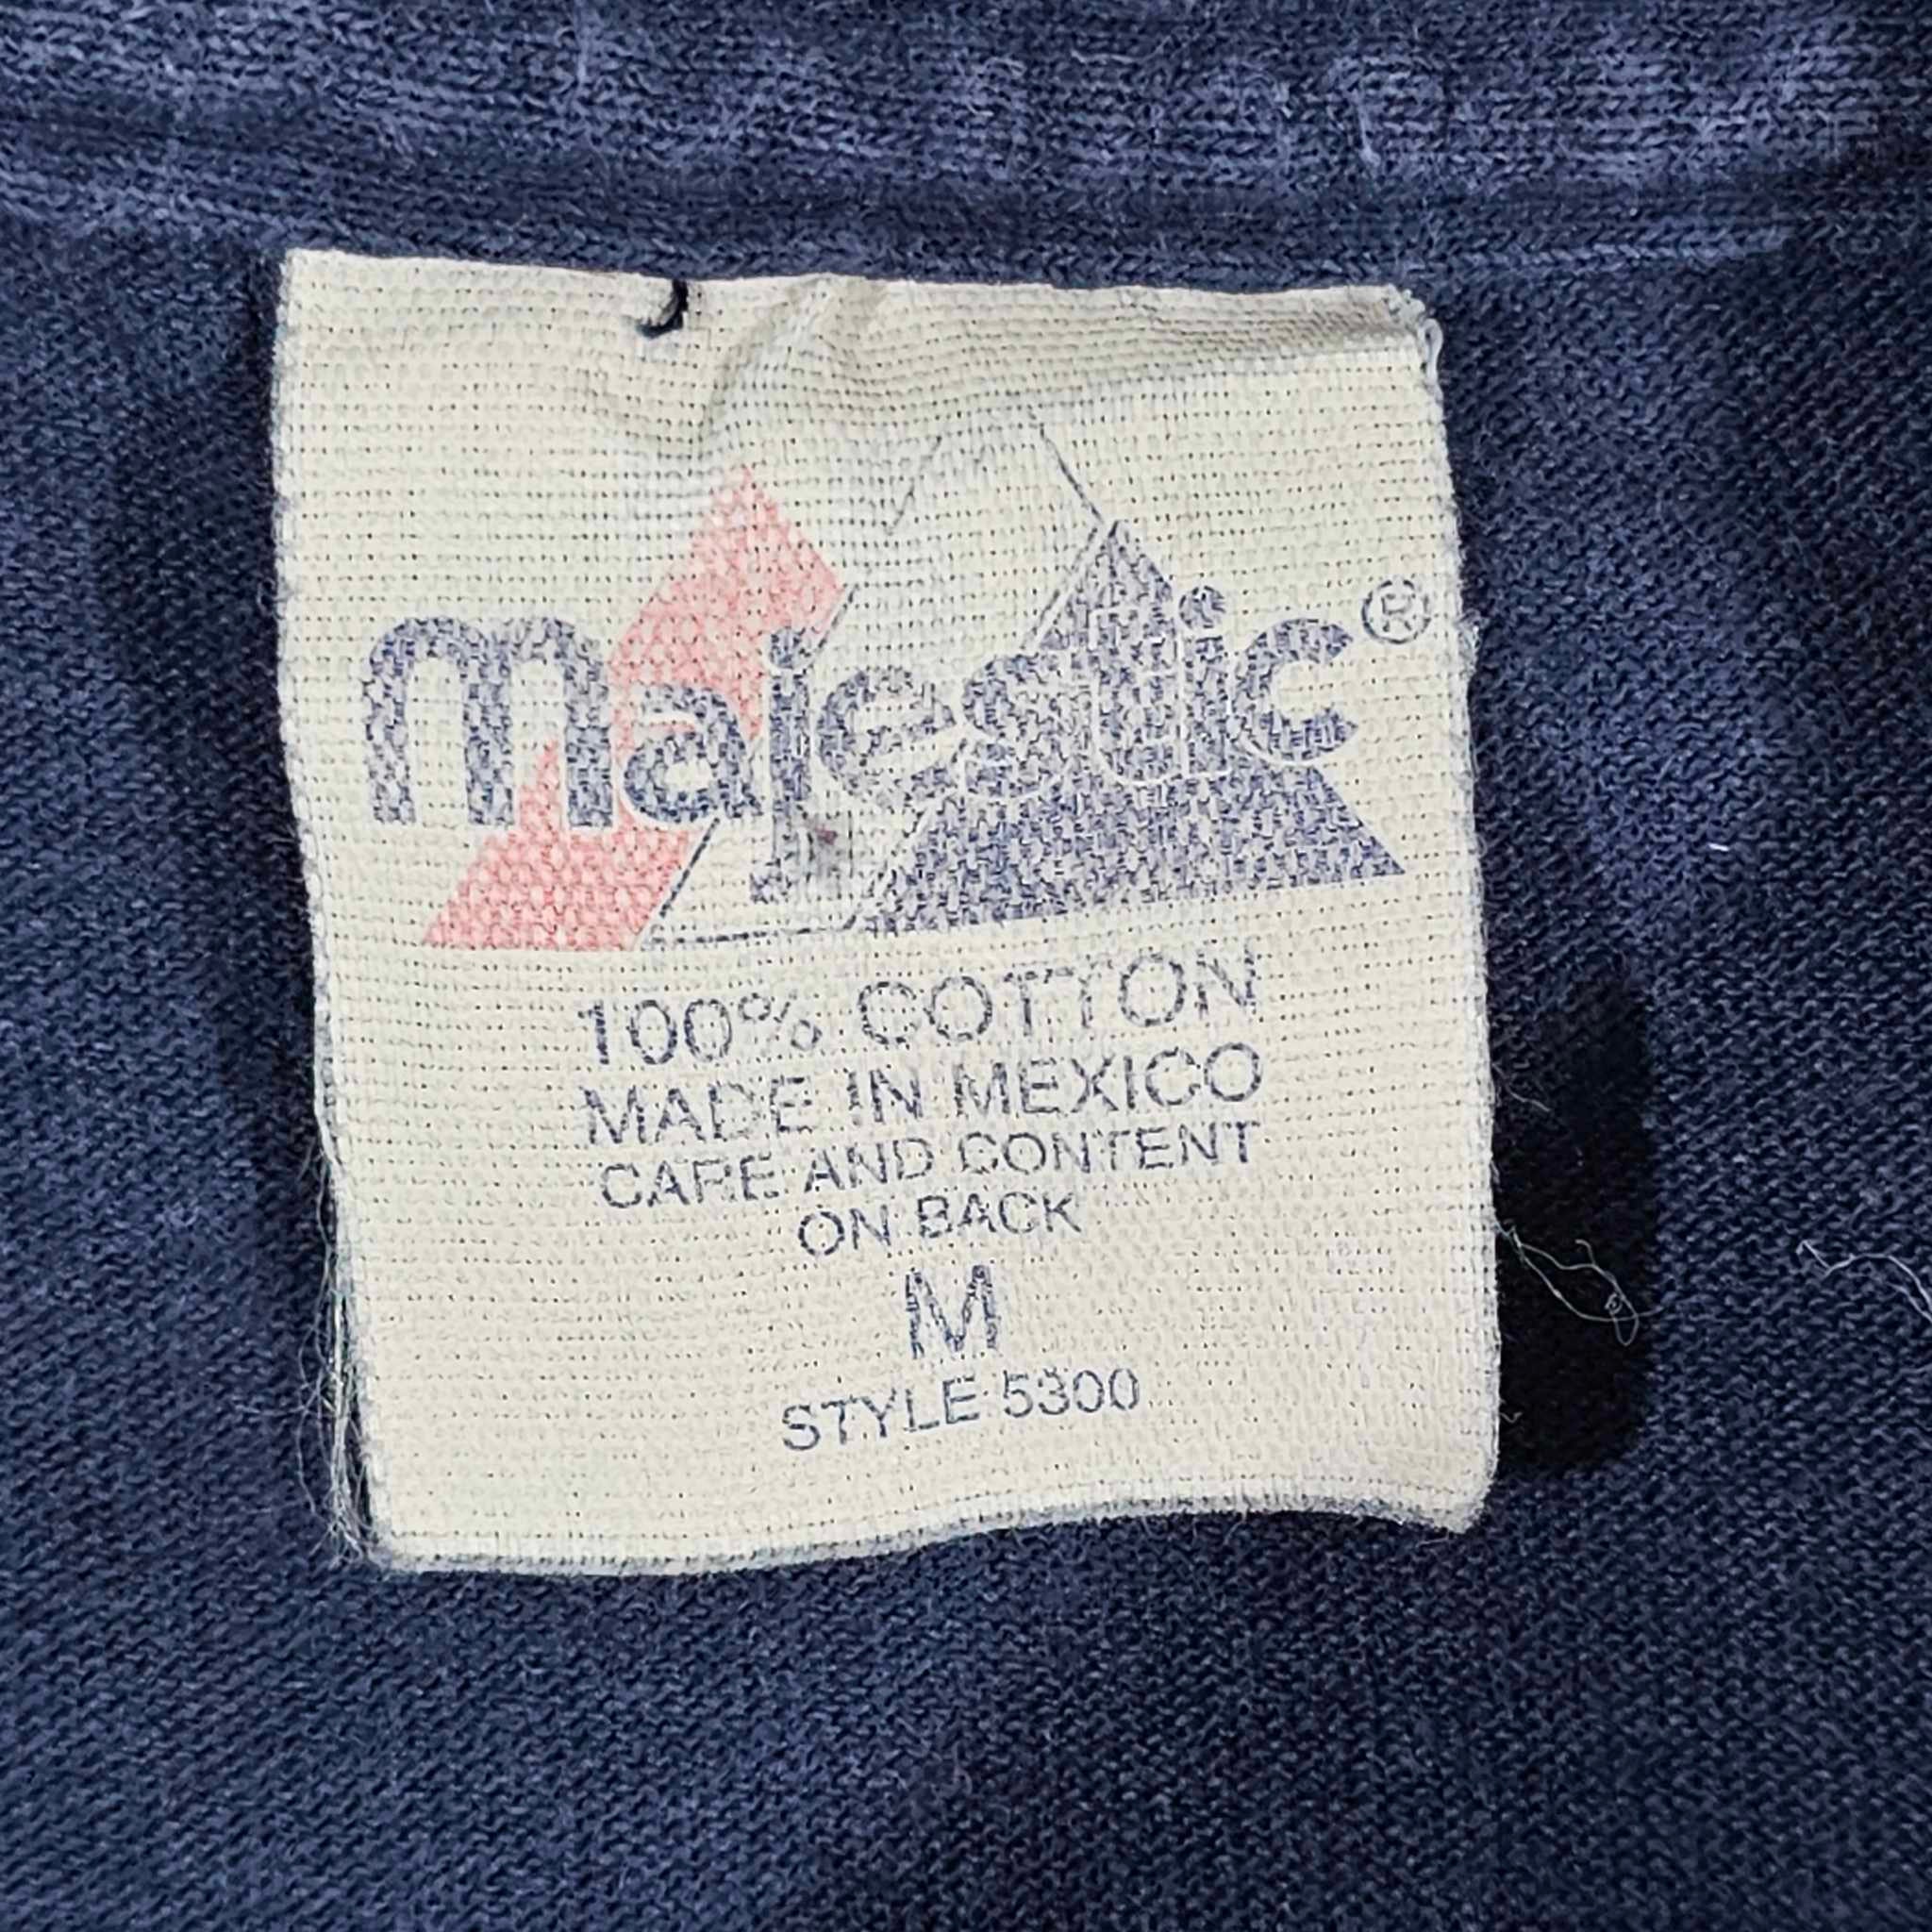 majestic®
100% COTTON
MADE IN MEXICO
CARE AND CONTENT
ON BACK
M
STYLE 5300